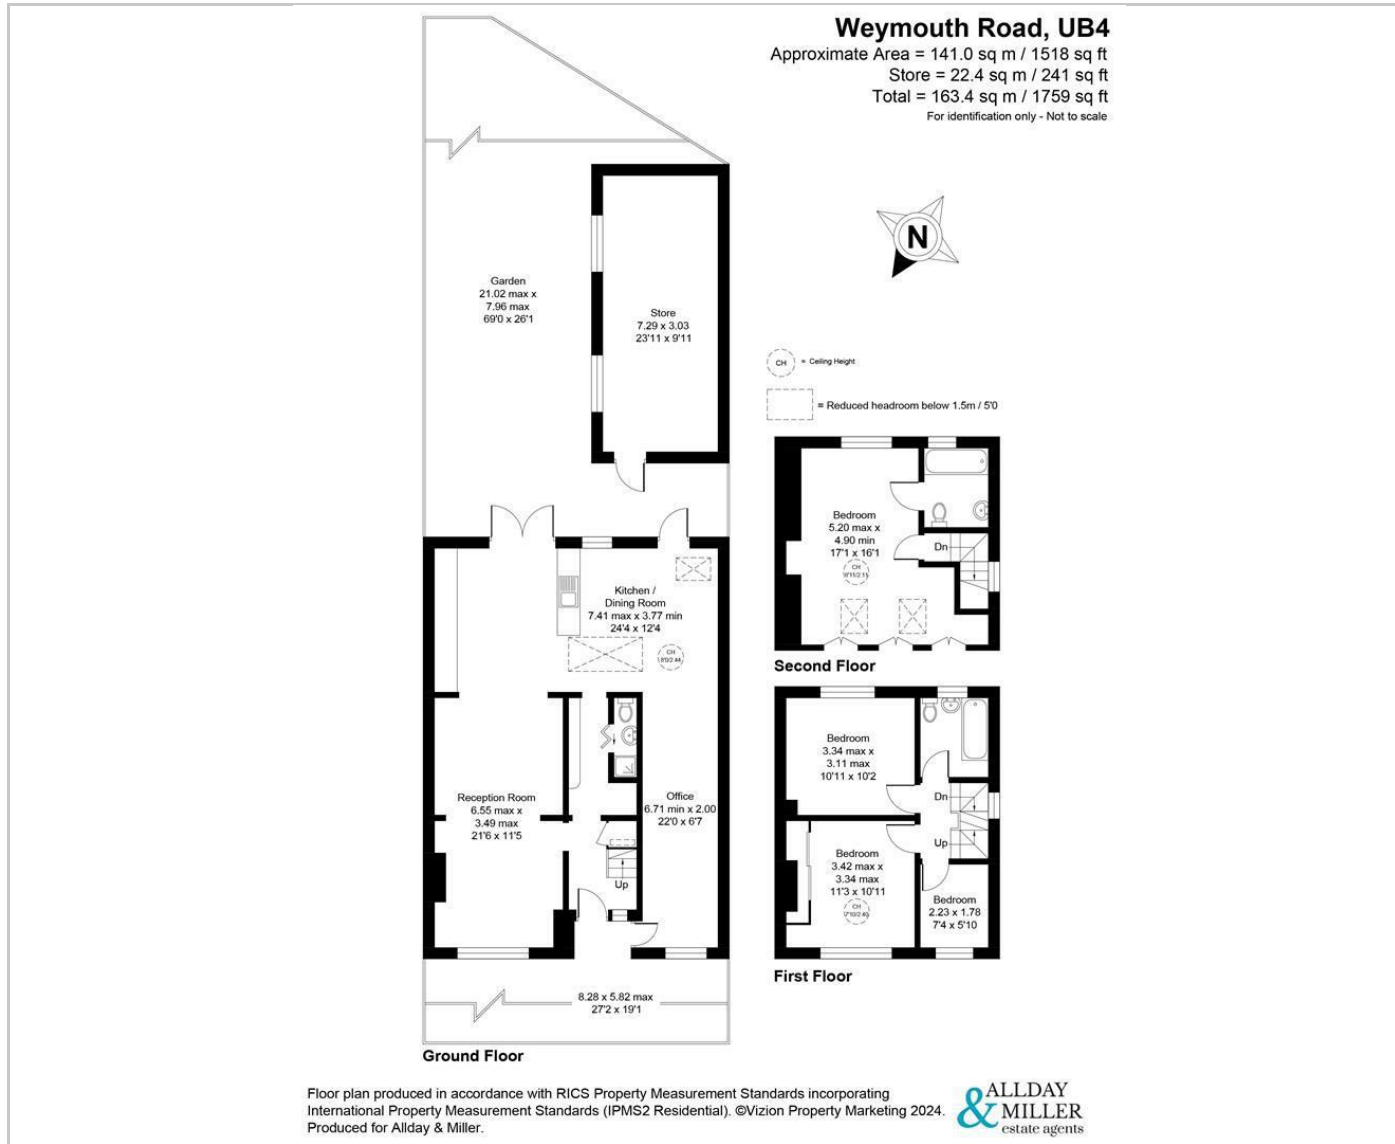 Weymouth Road, UB4
Approximate Area = 141.0 sq m / 1518 sq ft
Store = 22.4 sq m / 241 sq ft
Total = 163.4 sq m / 1759 sq ft
For identification only - Not to scale
N
Garden
21.02 max x
7.96 max
69'0 x 26'1
Store
7.29 x 3.03
23'11 x 9'11
CH = Ceiling Height
= Reduced headroom below 1.5m / 5'0
Kitchen /
Dining Room
7.41 max x 3.77 min
24'4 x 12'4
CH
Reception Room
6.55 max x
3.49 max
21'6 x 11'5
Office
6.71 min x 2.00
22'0 x 6'7
Up
8.28 x 5.82 max
27'2 x 19'1
Ground Floor
Bedroom
5.20 max x
4.90 min
17'1 x 16'1
CH
Dn
Second Floor
Bedroom
3.34 max x
3.11 max
10'11 x 10'2
Dn
Up
Bedroom
3.42 max x
3.34 max
11'3 x 10'11
CH
7'10/2.40
Bedroom
2.23 x 1.78
7'4 x 5'10
First Floor
Floor plan produced in accordance with RICS Property Measurement Standards incorporating
International Property Measurement Standards (IPMS2 Residential). ©Vizion Property Marketing 2024.
Produced for Allday & Miller.
ALLDAY
& MILLER
estate agents